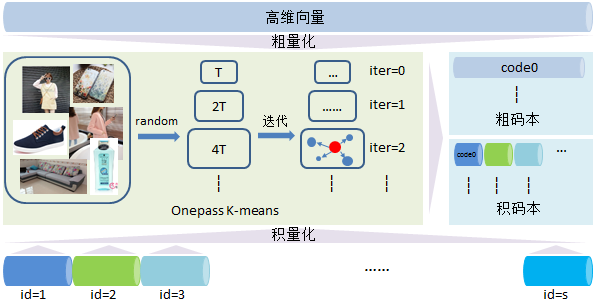 高维向量
粗量化
random
T
2T
4T
迭代
...
......
iter=0
iter=1
iter=2
Onepass K-means
code0
粗码本
code0
...
积码本
积量化
id=1
id=2
id=3
......
id=s